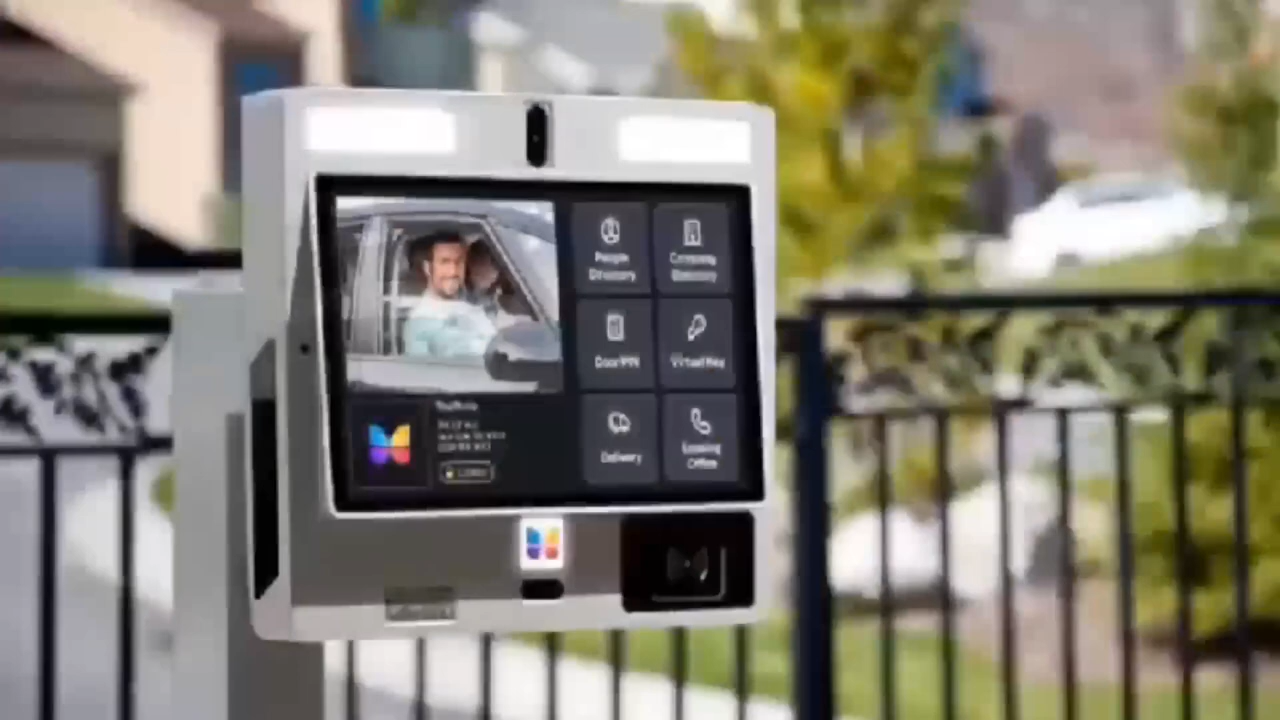 People
Directory
Company
Directory
Door PIN
Virtual Key
Delivery
Leasing
Office